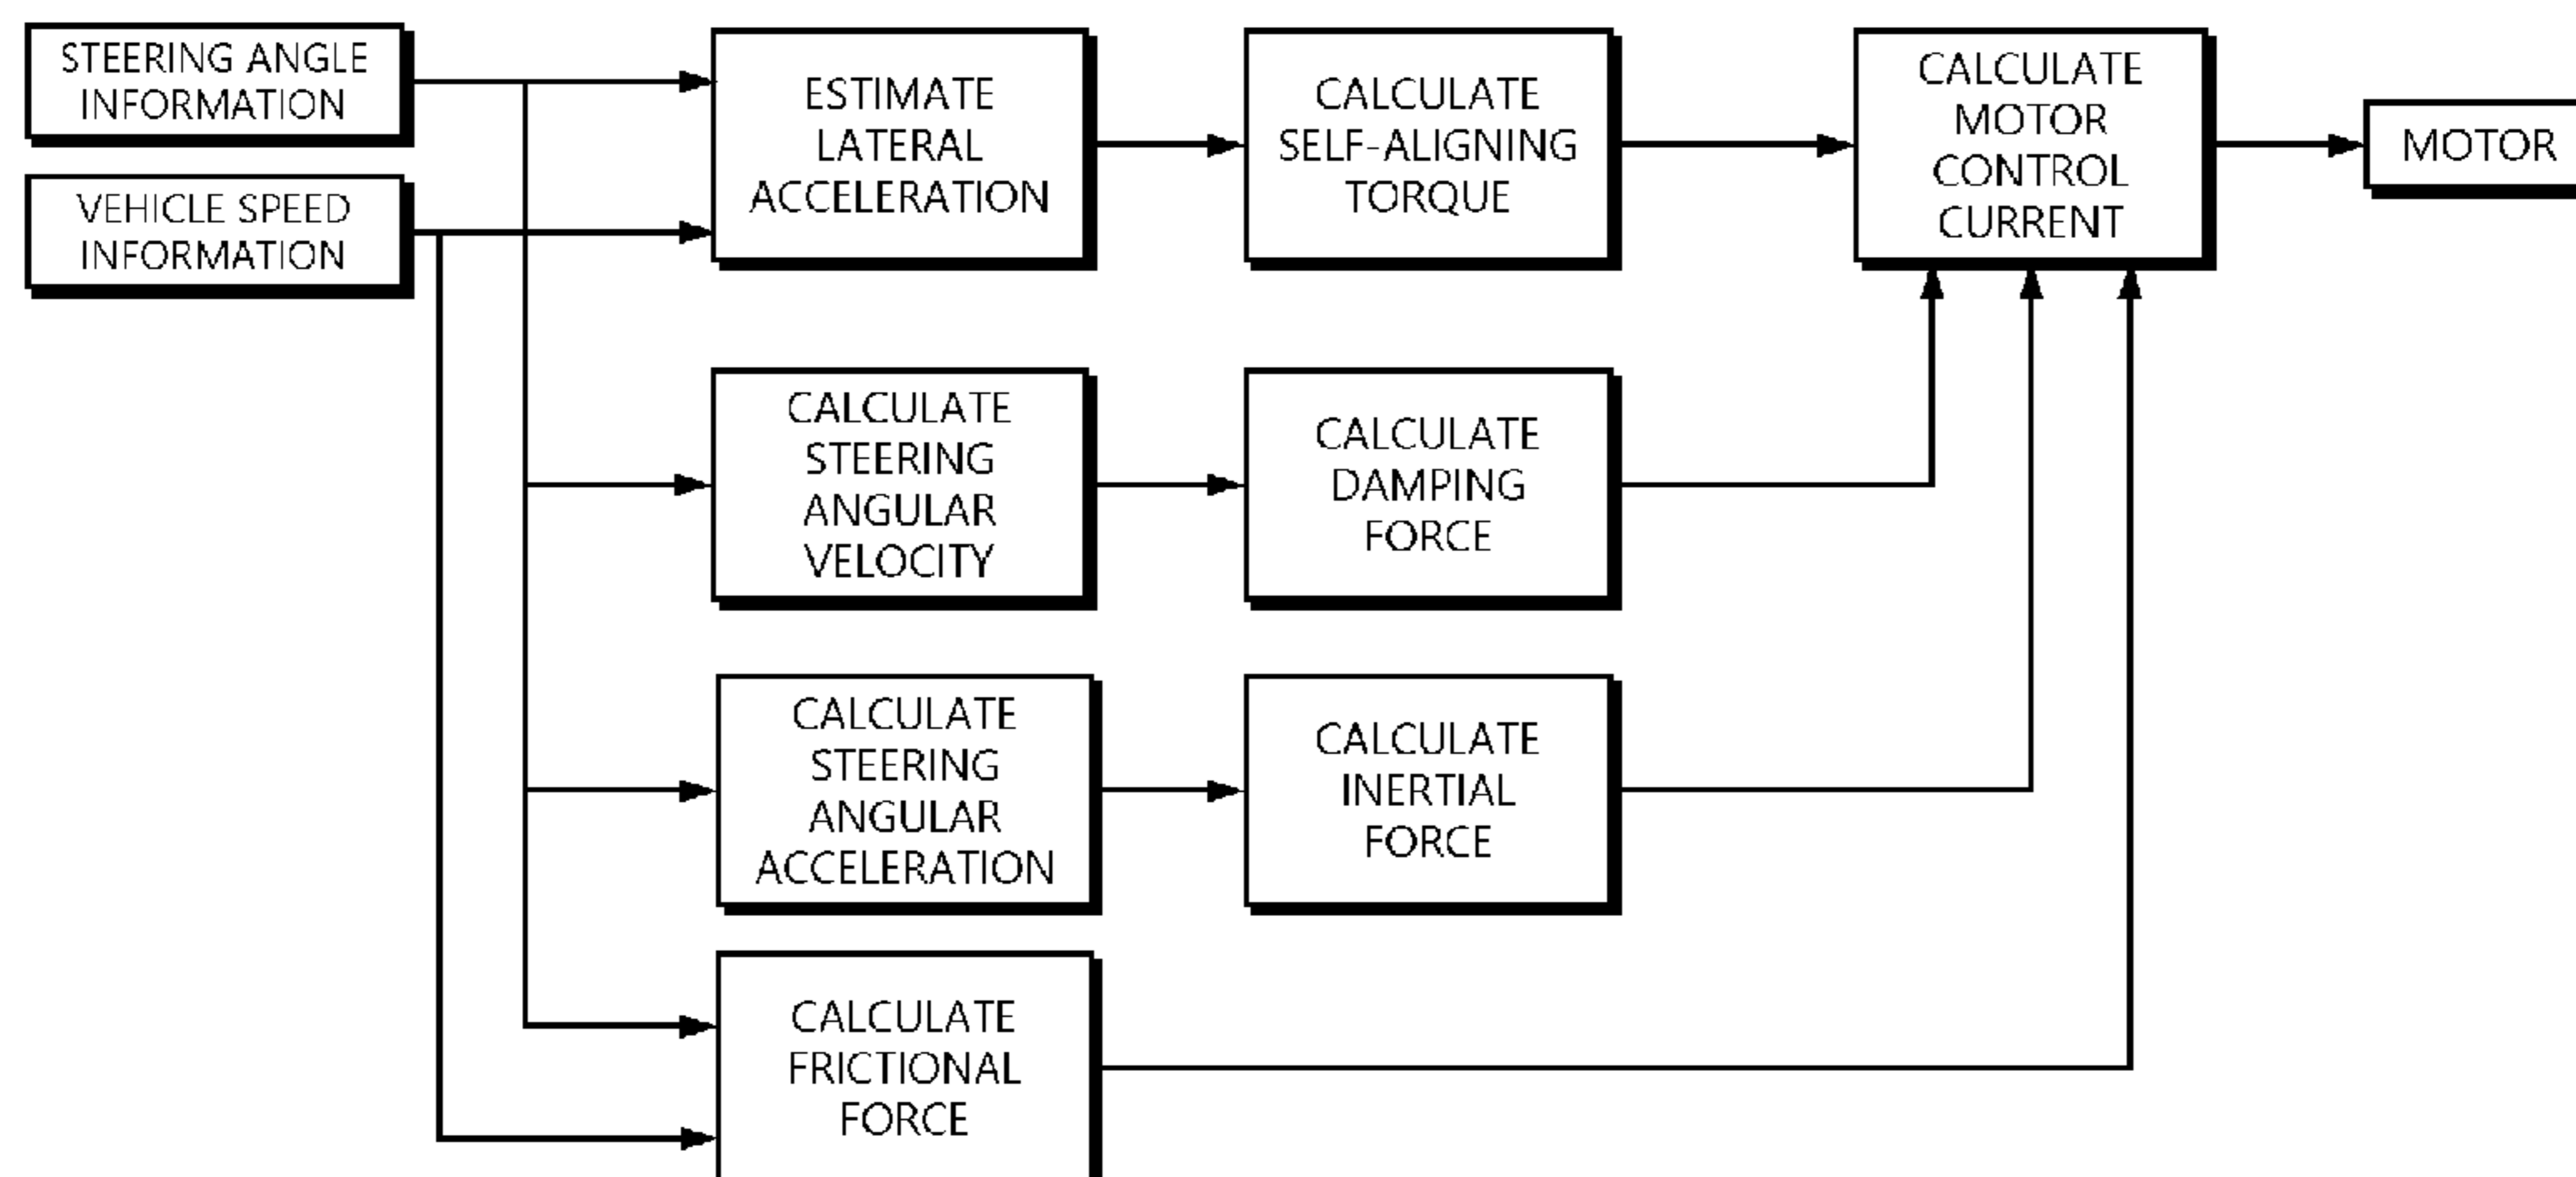 STEERING ANGLE
INFORMATION
VEHICLE SPEED
INFORMATION
ESTIMATE
LATERAL
ACCELERATION
CALCULATE
SELF-ALIGNING
TORQUE
CALCULATE
MOTOR
CONTROL
CURRENT
MOTOR
CALCULATE
STEERING
ANGULAR
VELOCITY
CALCULATE
DAMPING
FORCE
CALCULATE
STEERING
ANGULAR
ACCELERATION
CALCULATE
INERTIAL
FORCE
CALCULATE
FRICTIONAL
FORCE